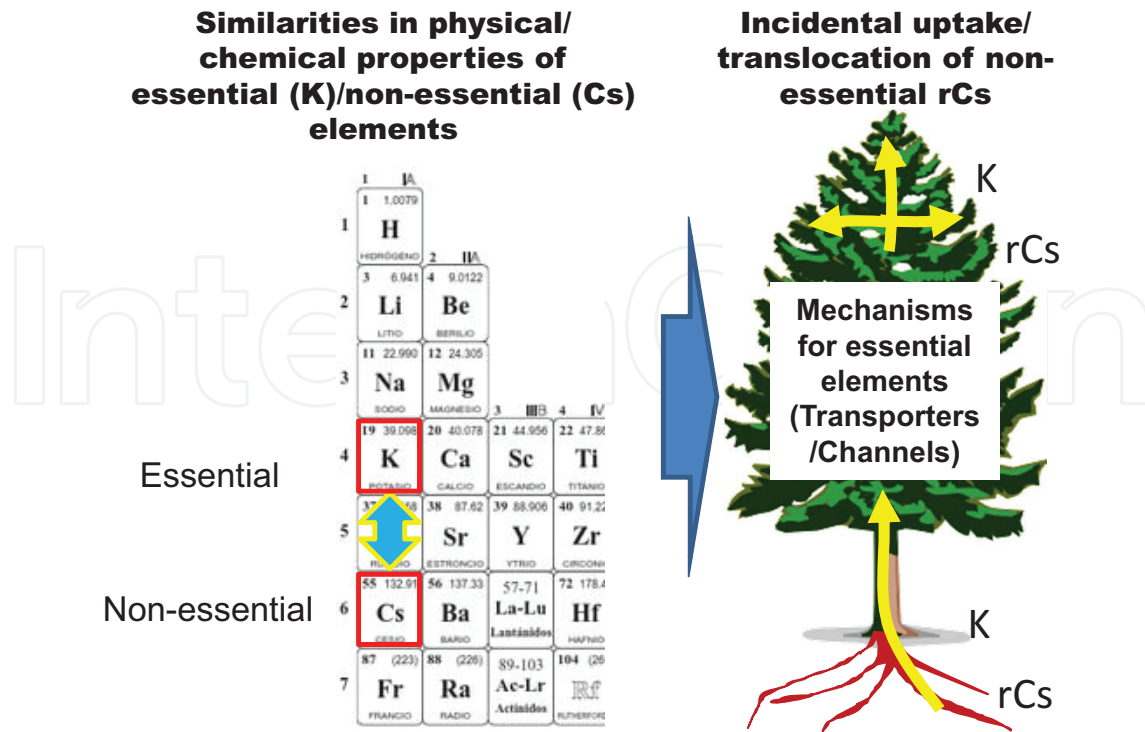 Similarities in physical/
chemical properties of
essential (K)/non-essential (Cs)
elements
Incidental uptake/
translocation of non-
essential rCs
1 IA
1 1.0079
1
H
HIDRÓGENO
2 IIA
3 6.941 4 9.0122
2
Li Be
LITIO BERILIO
11 22.990 12 24.305
3
Na Mg
SODIO MAGNESIO
3 IIIB 4 IV
19 39.098 20 40.078 21 44.956 22 47.86
4
K Ca Sc Ti
POTASIO CALCIO ESCANDIO TITANIO
Essential
37 38 87.62 39 88.906 40 91.22
5
Sr Y Zr
ESTRONCIO YTRIO
Non-essential
55 132.91 56 137.33 57-71 72 178.4
6
Cs Ba La-Lu Hf
CESIO BARIO Lantánidos HAFNIO
87 (223) 88 (226) 89-103 104 (26
7
Fr Ra Ac-Lr Rf
FRANCIO RADIO Actínidos RUTHERFORD
K
rCs
Mechanisms
for essential
elements
(Transporters
/Channels)
K
rCs